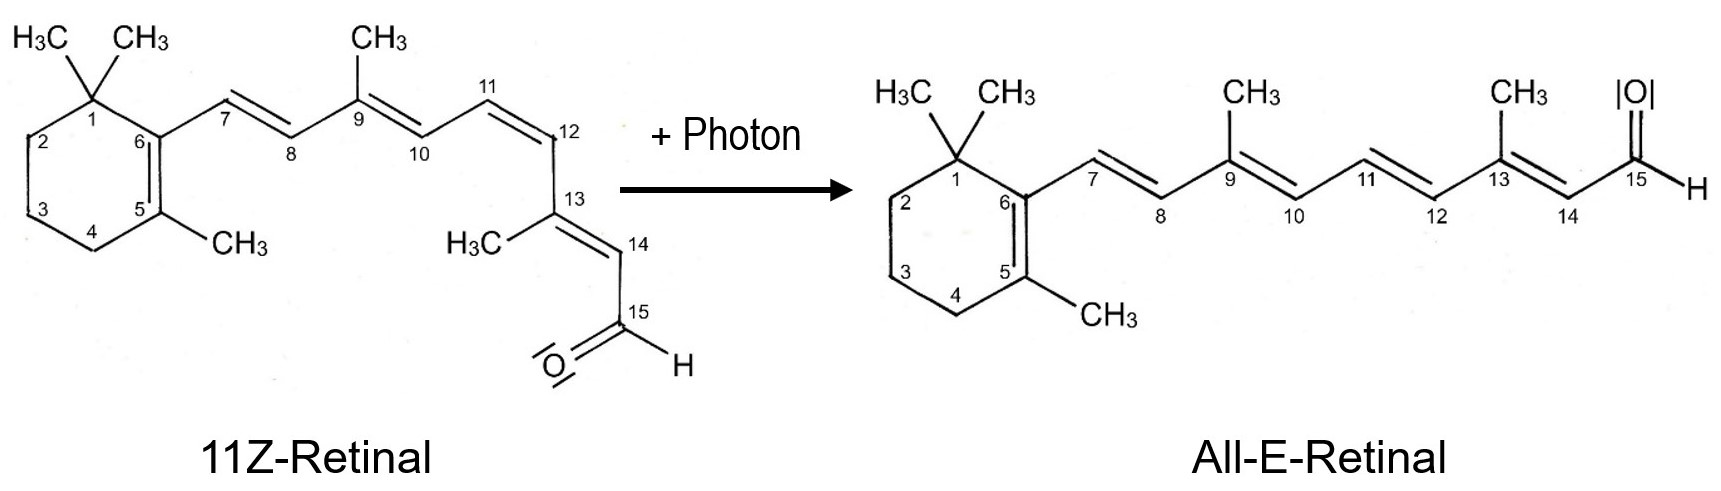 H₃C CH₃ CH₃
1 2 3 4 5 6 7 8 9 10 11 12 13 14 15
CH₃
H₃C
O H
+ Photon
H₃C CH₃ CH₃ CH₃ |O|
1 2 3 4 5 6 7 8 9 10 11 12 13 14 15
H
CH₃
11Z-Retinal
All-E-Retinal